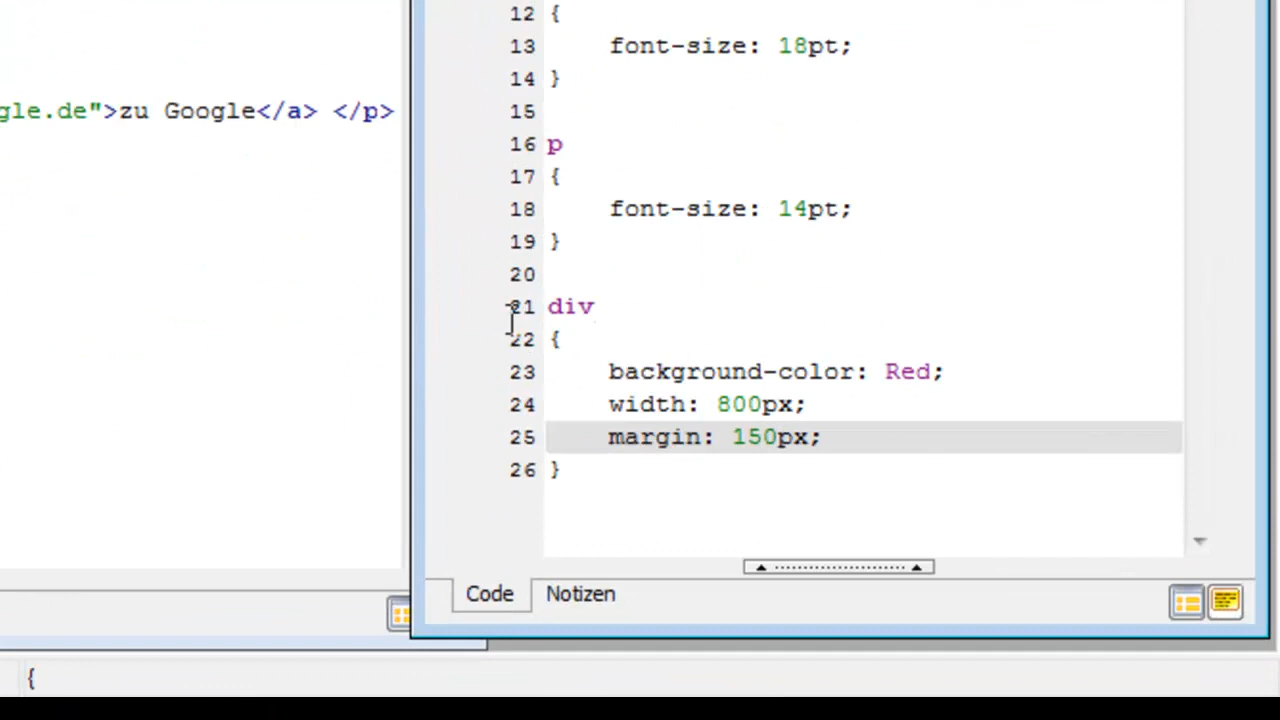 gle.de">zu Google</a> </p>
12 {
13 font-size: 18pt;
14 }
15
16 p
17 {
18 font-size: 14pt;
19 }
20
21 div
22 {
23 background-color: Red;
24 width: 800px;
25 margin: 150px;
26 }
Code Notizen
{